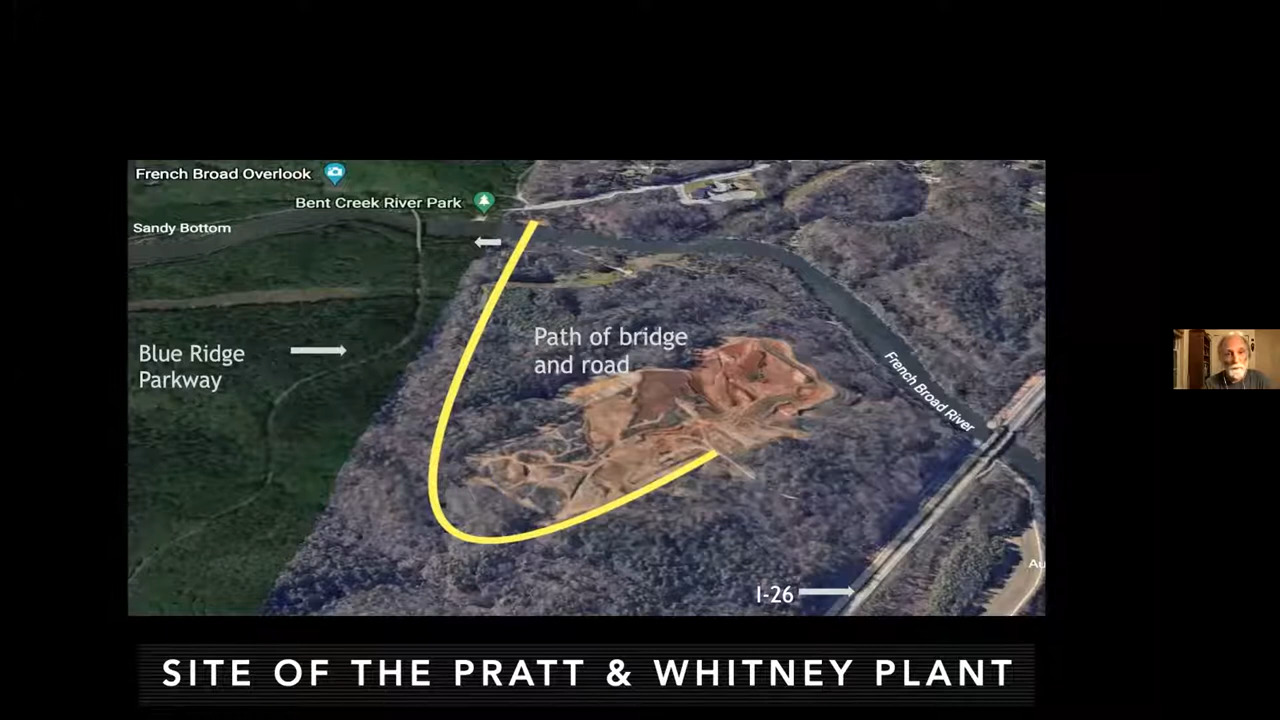 French Broad Overlook
Bent Creek River Park
Sandy Bottom
Path of bridge
and road
Blue Ridge
Parkway
French Broad River
Au
I-26
SITE OF THE PRATT & WHITNEY PLANT